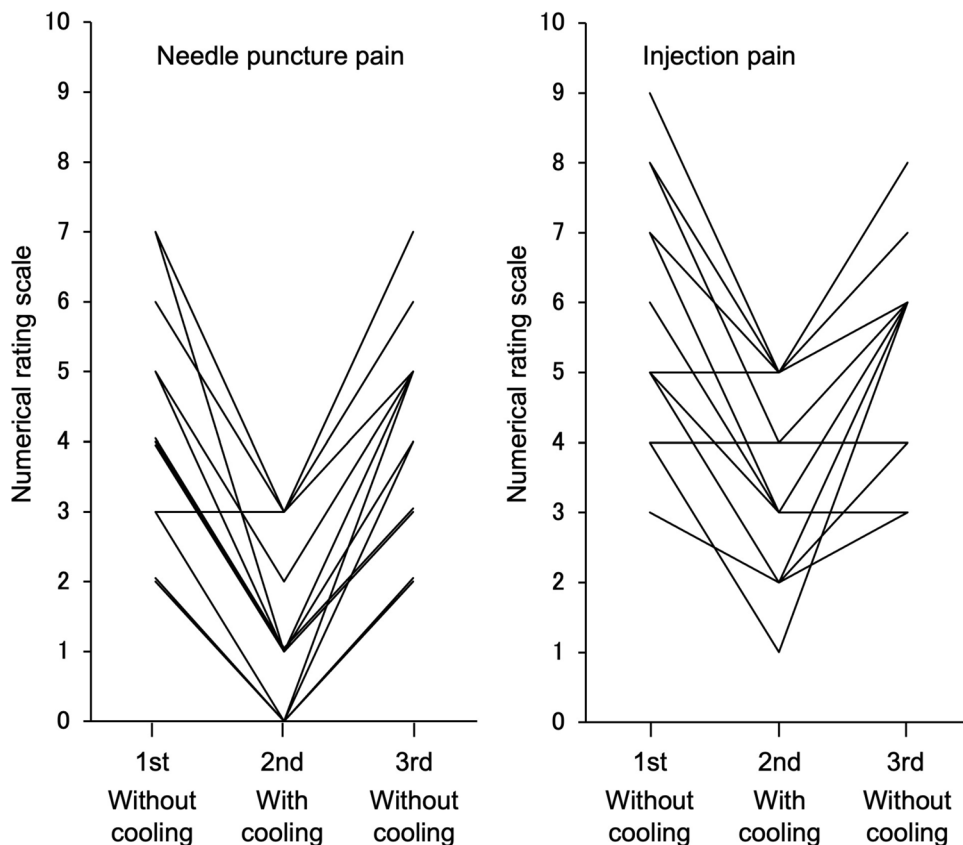 Needle puncture pain
Numerical rating scale
10
9
8
7
6
5
4
3
2
1
0
1st
Without
cooling
2nd
With
cooling
3rd
Without
cooling
Injection pain
Numerical rating scale
10
9
8
7
6
5
4
3
2
1
0
1st
Without
cooling
2nd
With
cooling
3rd
Without
cooling